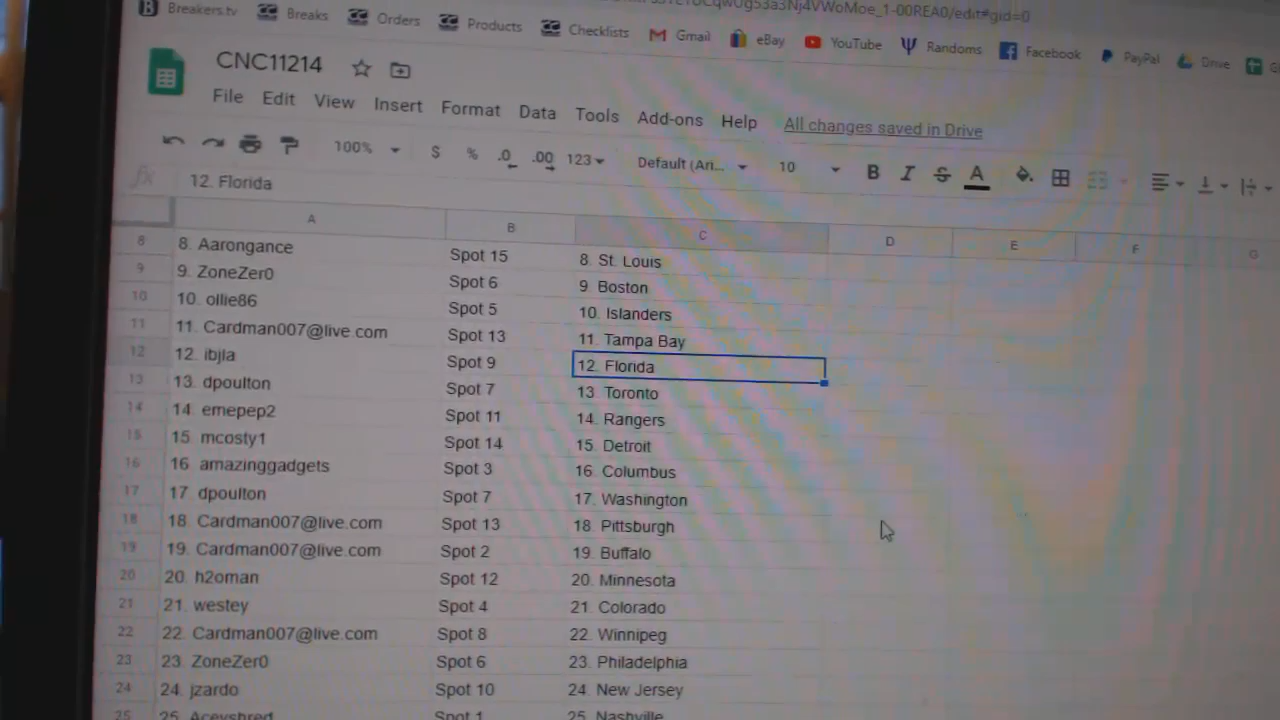 Breakers.tv Breaks Orders Products Checklists Gmail eBay YouTube Randoms Facebook PayPal Drive
CNC11214
File Edit View Insert Format Data Tools Add-ons Help All changes saved in Drive
100% $ % .0 .00 123 Default (Ari... 10 B I S A
fx 12. Florida
A B C D E F G
8 8. Aarongance Spot 15 8 St. Louis
9 9. ZoneZer0 Spot 6 9 Boston
10 10. ollie86 Spot 5 10. Islanders
11 11. Cardman007@live.com Spot 13 11. Tampa Bay
12 12. ibjla Spot 9 12. Florida
13 13. dpoulton Spot 7 13. Toronto
14 14. emepep2 Spot 11 14. Rangers
15 15. mcosty1 Spot 14 15. Detroit
16 16. amazinggadgets Spot 3 16. Columbus
17 17. dpoulton Spot 7 17. Washington
18 18. Cardman007@live.com Spot 13 18 Pittsburgh
19 19. Cardman007@live.com Spot 2 19. Buffalo
20 20. h2oman Spot 12 20. Minnesota
21 21. westey Spot 4 21. Colorado
22 22. Cardman007@live.com Spot 8 22. Winnipeg
23 23. ZoneZer0 Spot 6 23. Philadelphia
24 24. jzardo Spot 10 24. New Jersey
25 25. Aceyshred Spot 1 25. Nashville